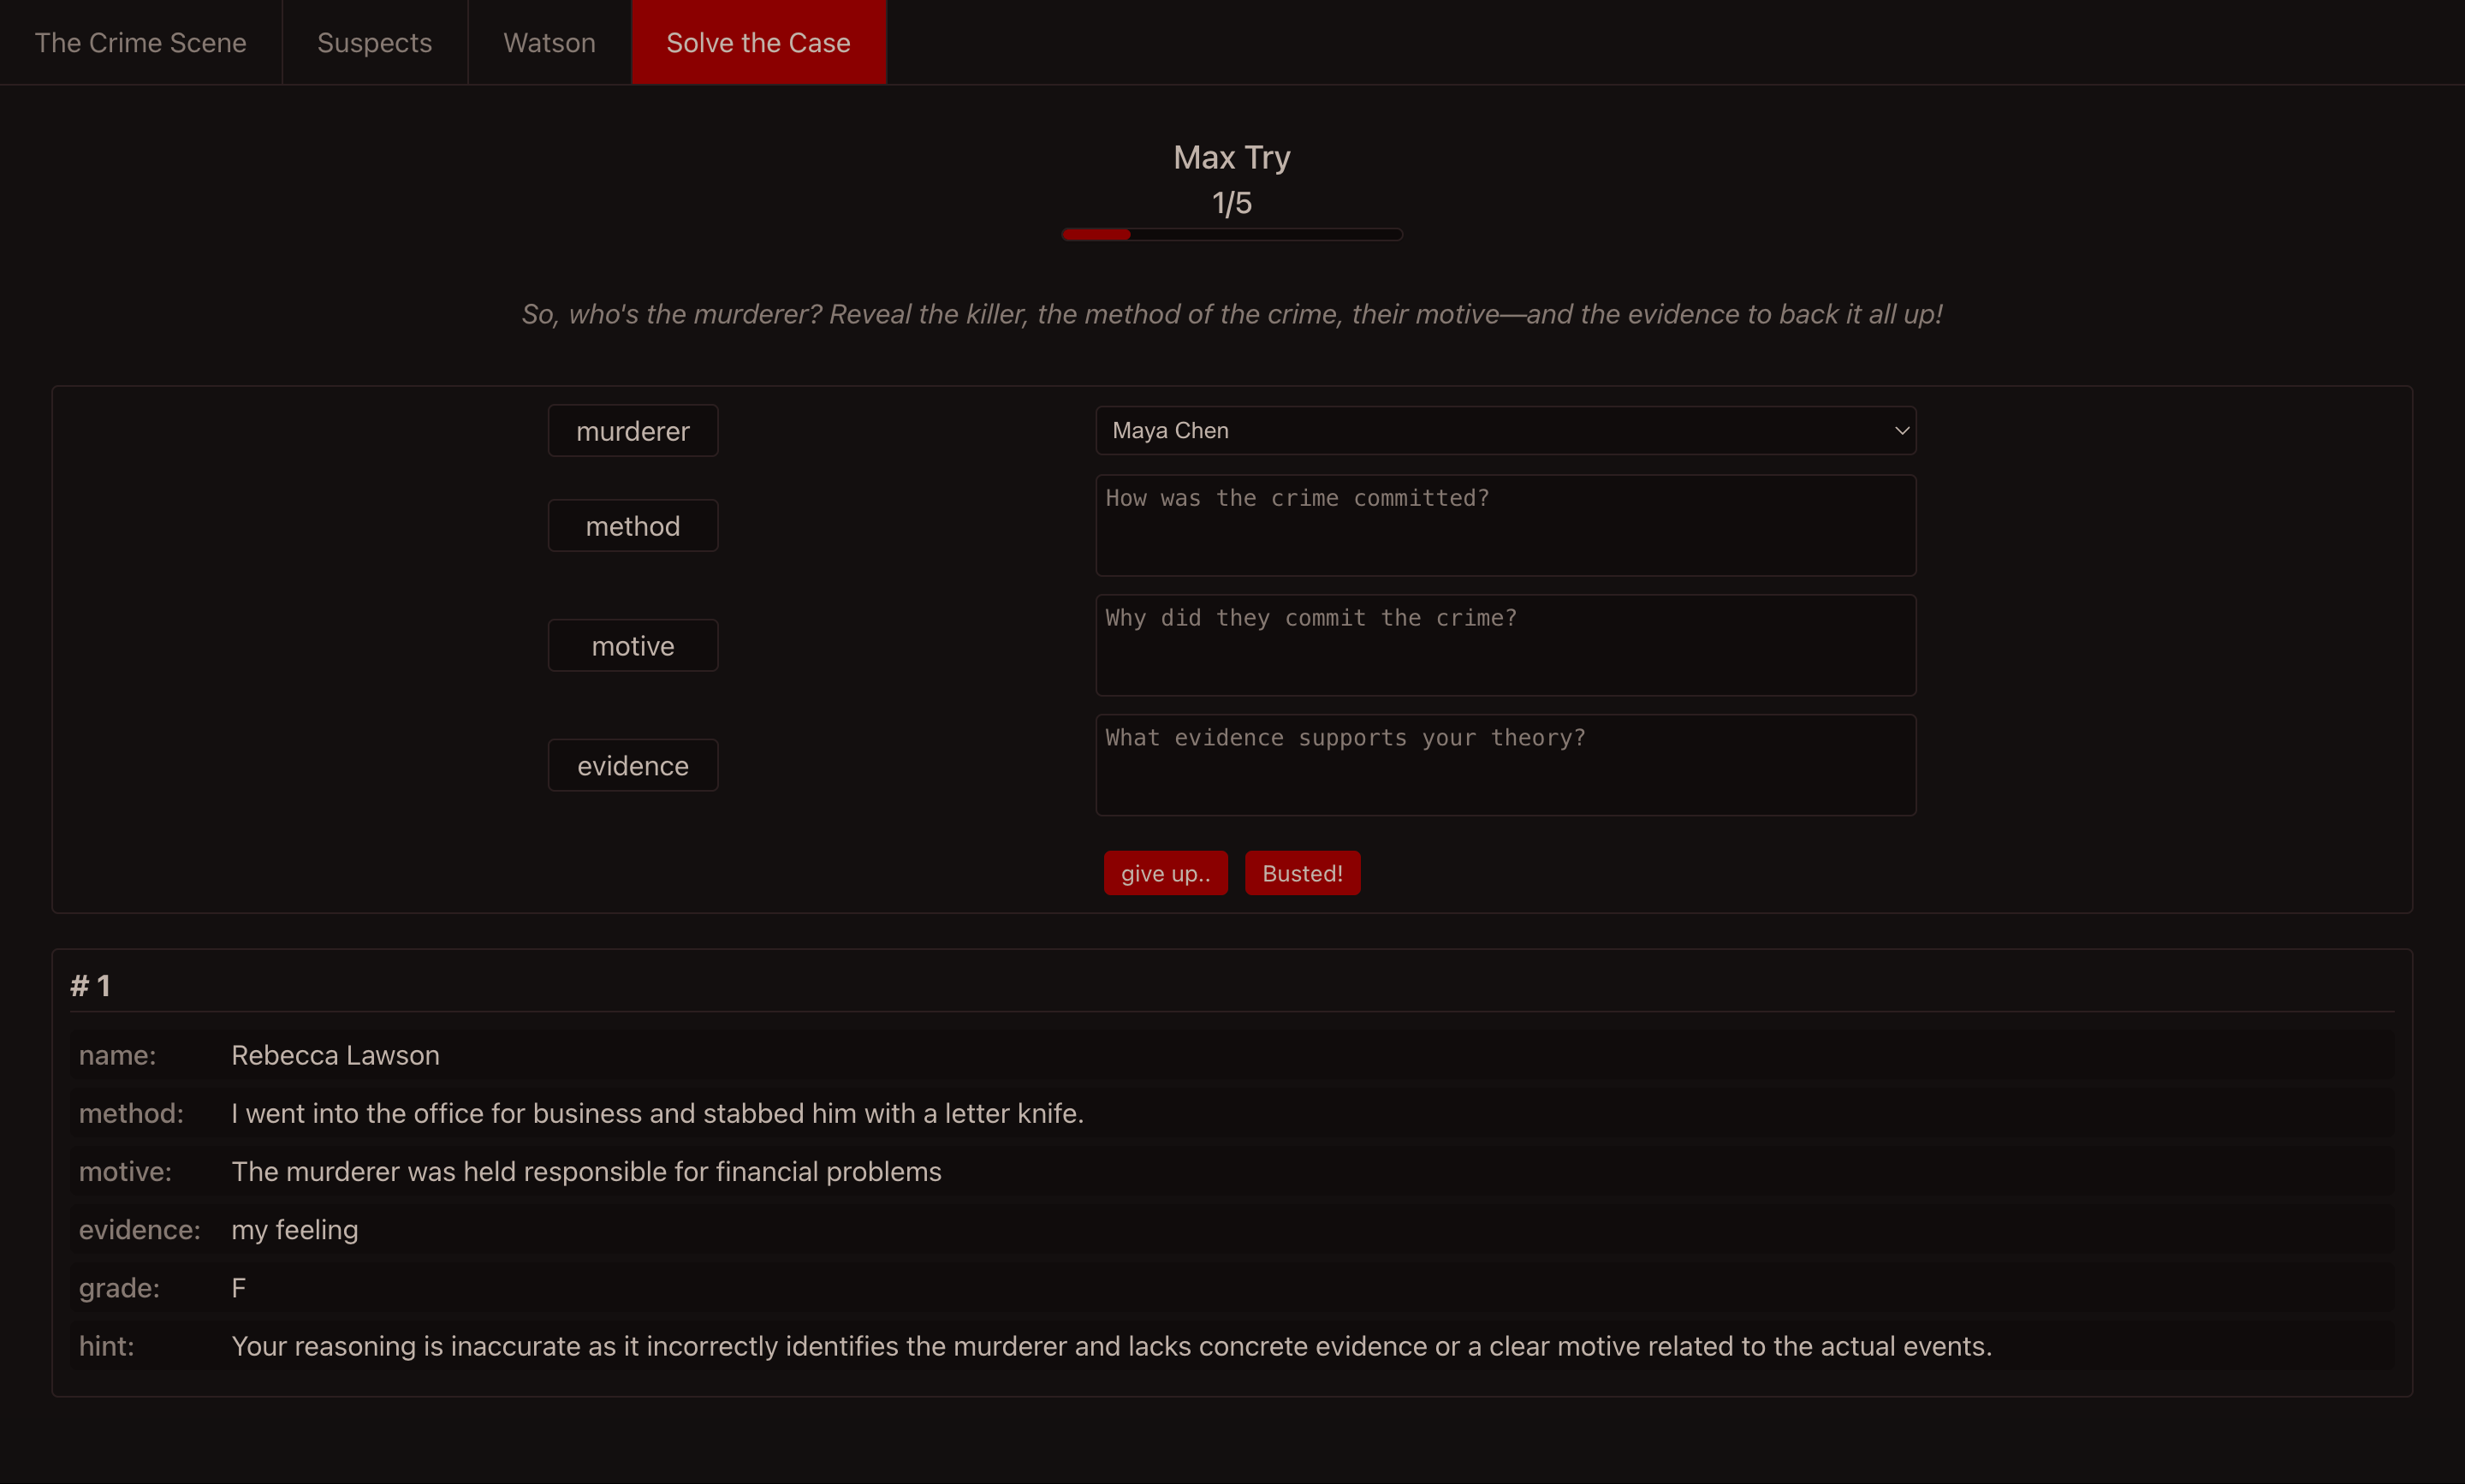 The Crime Scene
Suspects
Watson
Solve the Case
Max Try
1/5
So, who's the murderer? Reveal the killer, the method of the crime, their motive—and the evidence to back it all up!
murderer
Maya Chen
method
How was the crime committed?
motive
Why did they commit the crime?
evidence
What evidence supports your theory?
give up..
Busted!
# 1
name: Rebecca Lawson
method: I went into the office for business and stabbed him with a letter knife.
motive: The murderer was held responsible for financial problems
evidence: my feeling
grade: F
hint: Your reasoning is inaccurate as it incorrectly identifies the murderer and lacks concrete evidence or a clear motive related to the actual events.